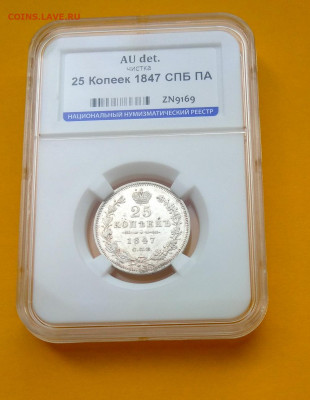 COINS.LAVE.RU
AU det.
чистка
25 Копеек 1847 СПБ ПА
ZN9169
НАЦИОНАЛЬНЫЙ НУМИЗМАТИЧЕСКИЙ РЕЕСТР
25
КОПѢЕКЪ
1847
С.П.Б.